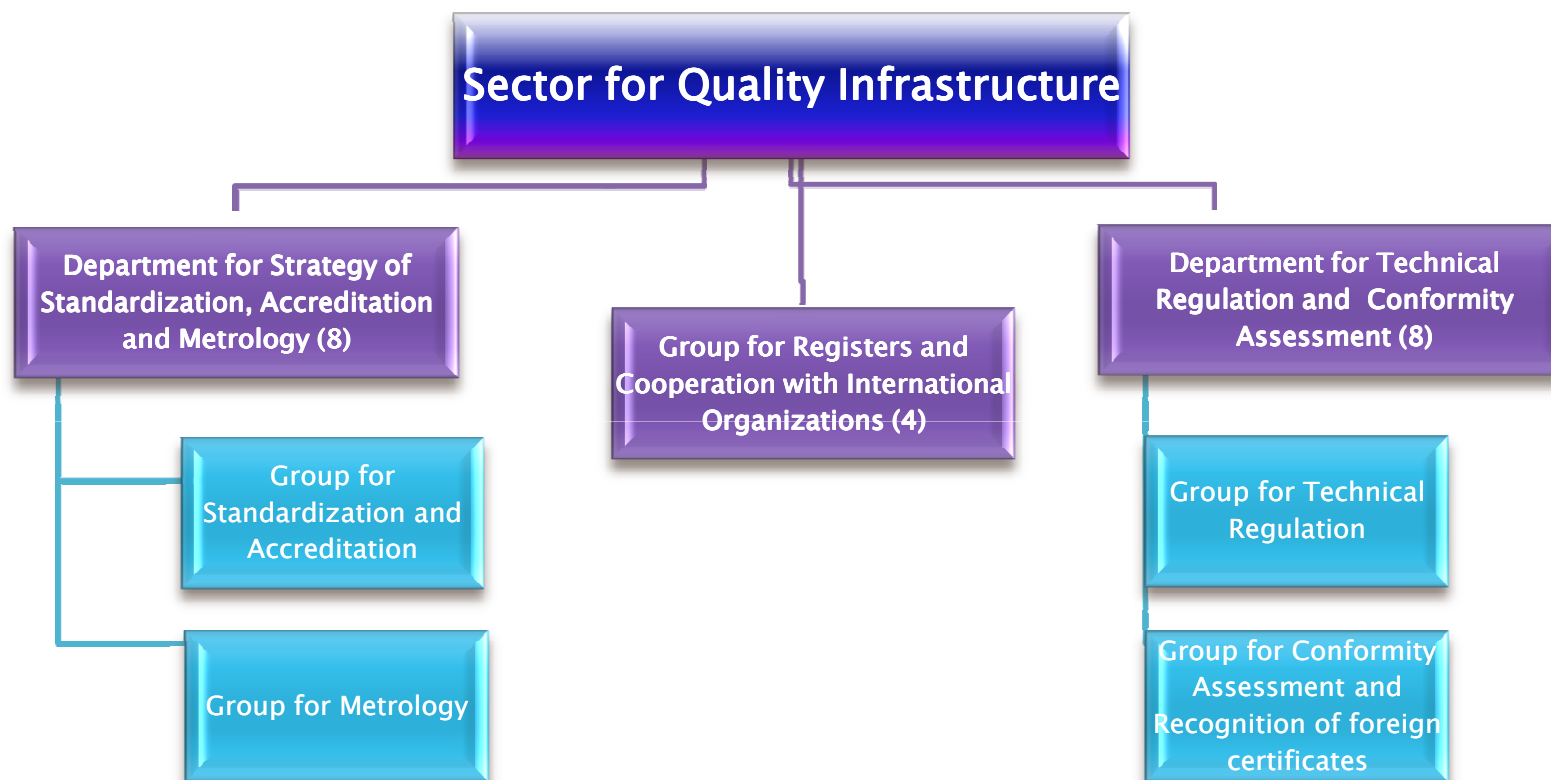 Sector for Quality Infrastructure
Department for Strategy of
Standardization, Accreditation
and Metrology (8)
Group for Registers and
Cooperation with International
Organizations (4)
Department for Technical
Regulation and Conformity
Assessment (8)
Group for
Standardization and
Accreditation
Group for Metrology
Group for Technical
Regulation
Group for Conformity
Assessment and
Recognition of foreign
certificates